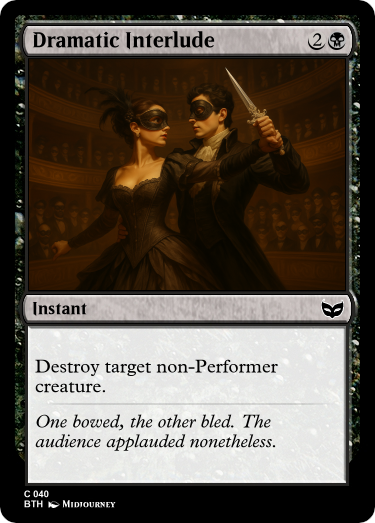 Dramatic Interlude 2
Instant
Destroy target non-Performer
creature.
One bowed, the other bled. The
audience applauded nonetheless.
C 040
BTH Midjourney